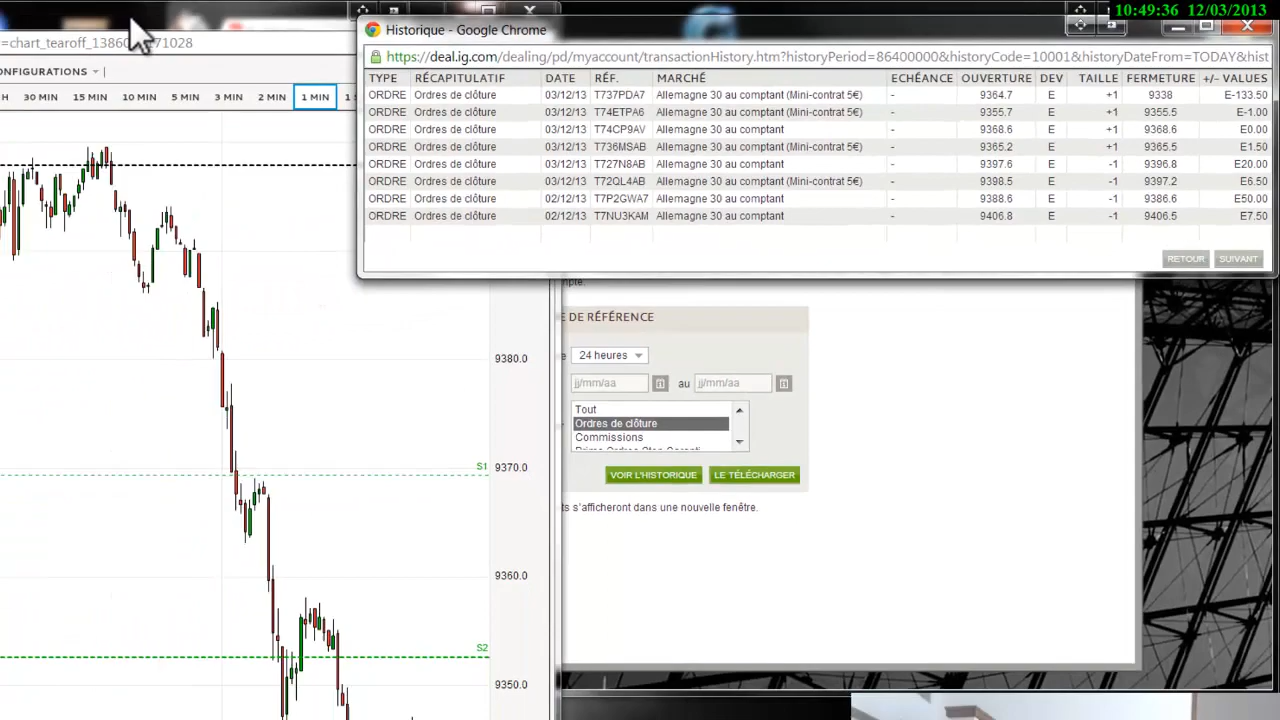 10:49:36 12/03/2013
Historique - Google Chrome
https://deal.ig.com/dealing/pd/myaccount/transactionHistory.htm?historyPeriod=86400000&historyCode=10001&historyDateFrom=TODAY&hist
TYPE RÉCAPITULATIF DATE RÉF. MARCHÉ ECHÉANCE OUVERTURE DEV TAILLE FERMETURE +/– VALUES
ORDRE Ordres de clôture 03/12/13 T737PDA7 Allemagne 30 au comptant (Mini-contrat 5€) - 9364.7 E +1 9338 E-133.50
ORDRE Ordres de clôture 03/12/13 T74ETPA6 Allemagne 30 au comptant (Mini-contrat 5€) - 9355.7 E +1 9355.5 E-1.00
ORDRE Ordres de clôture 03/12/13 T74CP9AV Allemagne 30 au comptant - 9368.6 E +1 9368.6 E0.00
ORDRE Ordres de clôture 03/12/13 T736MSAB Allemagne 30 au comptant (Mini-contrat 5€) - 9365.2 E +1 9365.5 E1.50
ORDRE Ordres de clôture 03/12/13 T727N8AB Allemagne 30 au comptant - 9397.6 E -1 9396.8 E20.00
ORDRE Ordres de clôture 03/12/13 T72QL4AB Allemagne 30 au comptant (Mini-contrat 5€) - 9398.5 E -1 9397.2 E6.50
ORDRE Ordres de clôture 02/12/13 T7P2GWA7 Allemagne 30 au comptant - 9388.6 E -1 9386.6 E50.00
ORDRE Ordres de clôture 02/12/13 T7NU3KAM Allemagne 30 au comptant - 9406.8 E -1 9406.5 E7.50
RETOUR SUIVANT
ONFIGURATIONS
H 30 MIN 15 MIN 10 MIN 5 MIN 3 MIN 2 MIN 1 MIN 1
9380.0
S1
9370.0
9360.0
S2
9350.0
E DE RÉFÉRENCE
e 24 heures
jj/mm/aa au jj/mm/aa
Tout
Ordres de clôture
Commissions
VOIR L'HISTORIQUE LE TÉLÉCHARGER
ts s'afficheront dans une nouvelle fenêtre.